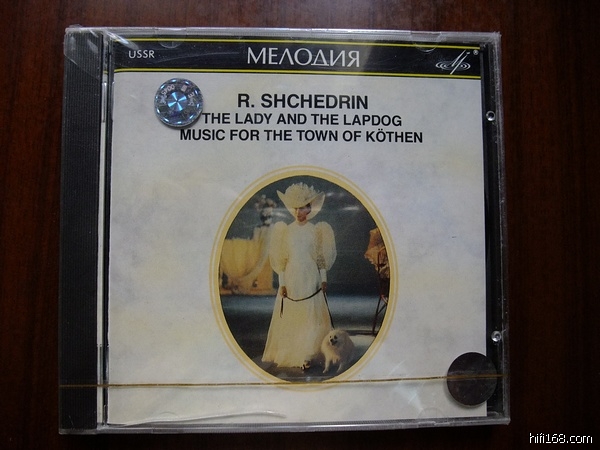 USSR
МЕЛОДИЯ
R. SHCHEDRIN
THE LADY AND THE LAPDOG
MUSIC FOR THE TOWN OF KÖTHEN
hifi168.com